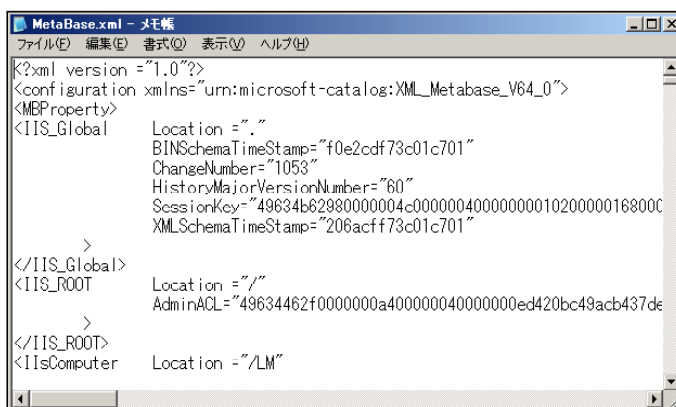 MetaBase.xml - メモ帳
ファイル(F) 編集(E) 書式(O) 表示(V) ヘルプ(H)
<?xml version ="1.0"?>
<configuration xmlns="urn:microsoft-catalog:XML_Metabase_V64_0">
<MBProperty>
<IIS_Global Location ="."
BINSchemaTimeStamp="f0e2cdf73c01c701"
ChangeNumber="1053"
HistoryMajorVersionNumber="60"
SessionKey="49634b62980000004c00000040000000010200000168000
XMLSchemaTimeStamp="206acff73c01c701"
>
</IIS_Global>
<IIS_ROOT Location ="/"
AdminACL="49634462f0000000a400000040000000ed420bc49acb437de
>
</IIS_ROOT>
<IIsComputer Location ="/LM"